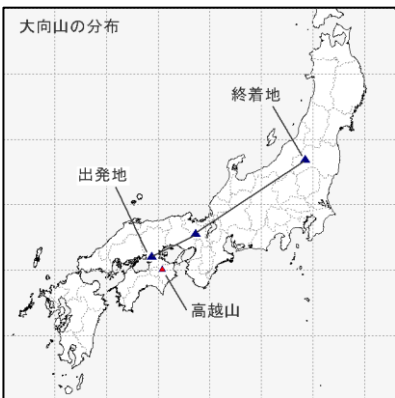 大向山の分布
終着地
出発地
高越山